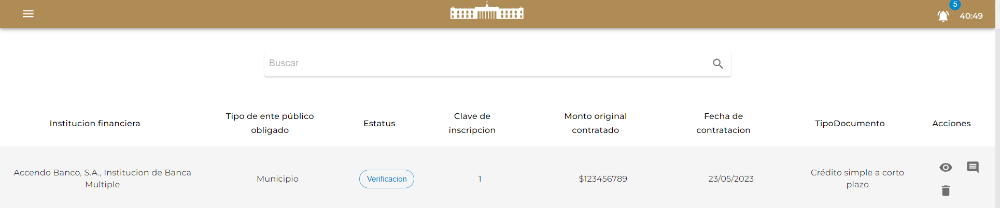 5
40:49
Buscar
Institucion financiera
Tipo de ente público
obligado
Estatus
Clave de
inscripcion
Monto original
contratado
Fecha de
contratacion
TipoDocumento
Acciones
Accendo Banco, S.A., Institucion de Banca
Multiple
Municipio
Verificacion
1
$123456789
23/05/2023
Crédito simple a corto
plazo